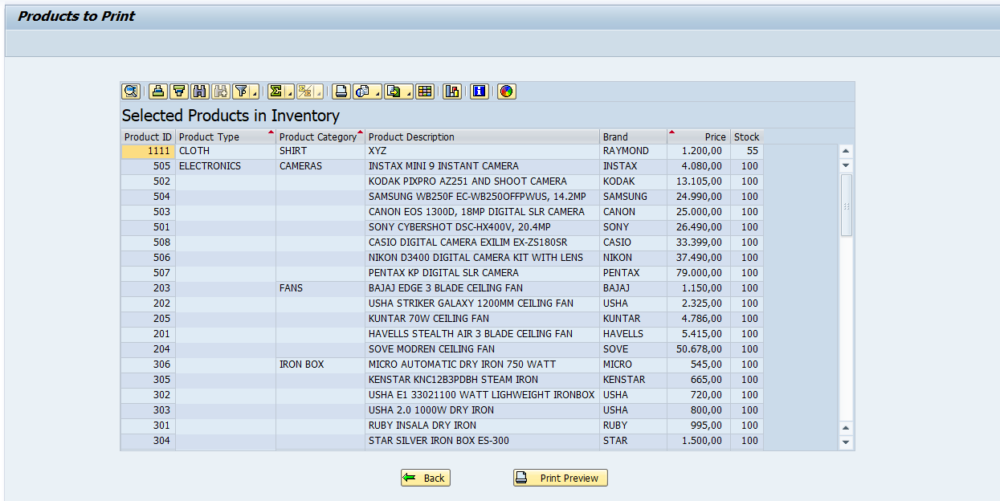 Products to Print
Selected Products in Inventory
Product ID Product Type Product Category Product Description Brand Price Stock
1111 CLOTH SHIRT XYZ RAYMOND 1.200,00 55
505 ELECTRONICS CAMERAS INSTAX MINI 9 INSTANT CAMERA INSTAX 4.080,00 100
502 KODAK PIXPRO AZ251 AND SHOOT CAMERA KODAK 13.105,00 100
504 SAMSUNG WB250F EC-WB250OFFPWUS, 14.2MP SAMSUNG 24.990,00 100
503 CANON EOS 1300D, 18MP DIGITAL SLR CAMERA CANON 25.000,00 100
501 SONY CYBERSHOT DSC-HX400V, 20.4MP SONY 26.490,00 100
508 CASIO DIGITAL CAMERA EXILIM EX-ZS180SR CASIO 33.399,00 100
506 NIKON D3400 DIGITAL CAMERA KIT WITH LENS NIKON 37.490,00 100
507 PENTAX KP DIGITAL SLR CAMERA PENTAX 79.000,00 100
203 FANS BAJAJ EDGE 3 BLADE CEILING FAN BAJAJ 1.150,00 100
202 USHA STRIKER GALAXY 1200MM CEILING FAN USHA 2.325,00 100
205 KUNTAR 70W CEILING FAN KUNTAR 4.786,00 100
201 HAVELLS STEALTH AIR 3 BLADE CEILING FAN HAVELLS 5.415,00 100
204 SOVE MODREN CEILING FAN SOVE 50.678,00 100
306 IRON BOX MICRO AUTOMATIC DRY IRON 750 WATT MICRO 545,00 100
305 KENSTAR KNC12B3PDBH STEAM IRON KENSTAR 665,00 100
302 USHA E1 33021100 WATT LIGHWEIGHT IRONBOX USHA 720,00 100
303 USHA 2.0 1000W DRY IRON USHA 800,00 100
301 RUBY INSALA DRY IRON RUBY 995,00 100
304 STAR SILVER IRON BOX ES-300 STAR 1.500,00 100
Back Print Preview